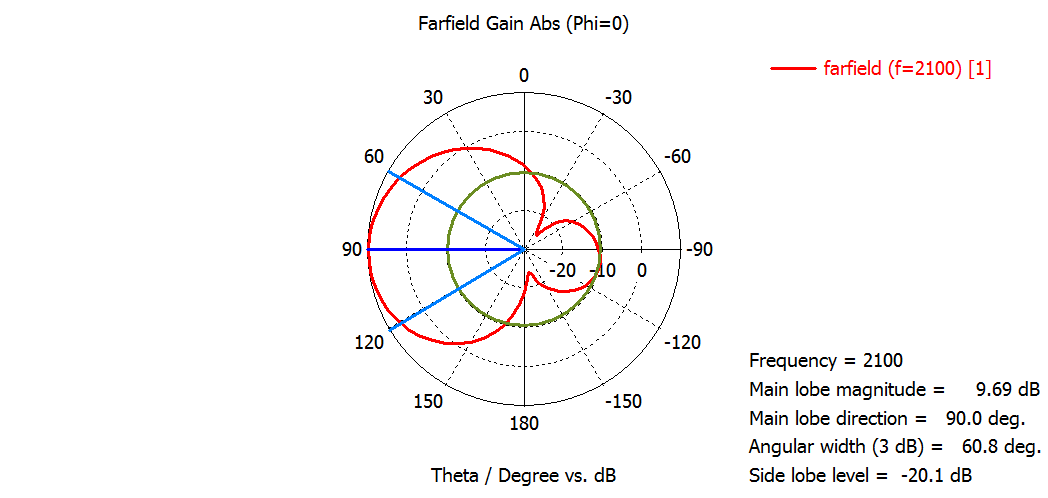 Farfield Gain Abs (Phi=0)
farfield (f=2100) [1]
0
30
-30
60
-60
90
-90
-20
-10
0
120
-120
150
-150
180
Frequency = 2100
Main lobe magnitude = 9.69 dB
Main lobe direction = 90.0 deg.
Angular width (3 dB) = 60.8 deg.
Side lobe level = -20.1 dB
Theta / Degree vs. dB